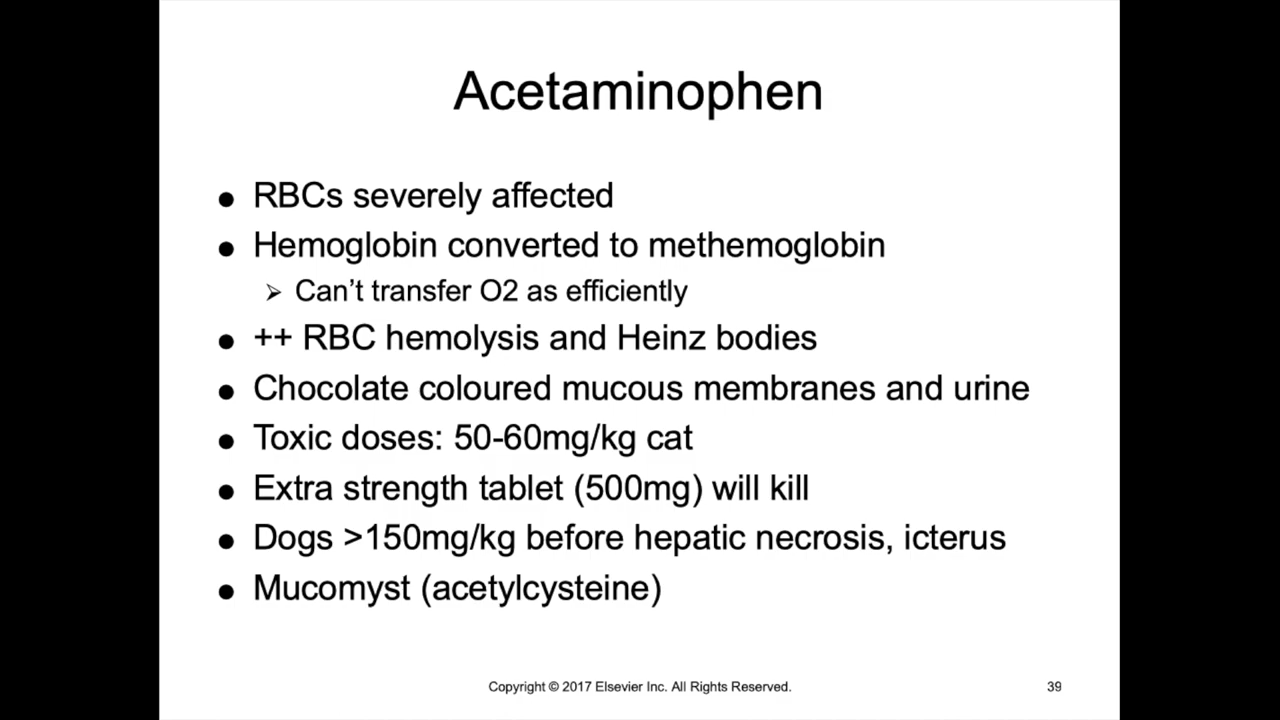 Acetaminophen
● RBCs severely affected
● Hemoglobin converted to methemoglobin
➢ Can't transfer O2 as efficiently
● ++ RBC hemolysis and Heinz bodies
● Chocolate coloured mucous membranes and urine
● Toxic doses: 50-60mg/kg cat
● Extra strength tablet (500mg) will kill
● Dogs >150mg/kg before hepatic necrosis, icterus
● Mucomyst (acetylcysteine)
Copyright © 2017 Elsevier Inc. All Rights Reserved.
39